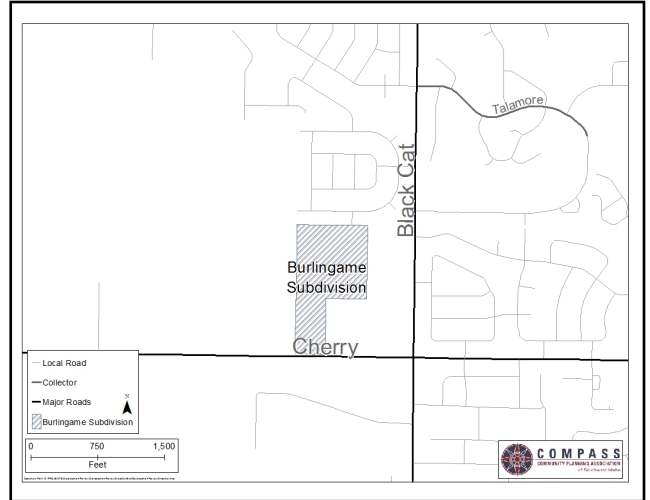 Talamore
Black Cat
Burlingame
Subdivision
Cherry
Local Road
Collector
Major Roads
N
Burlingame Subdivision
0 750 1,500
Feet
COMPASS
COMMUNITY PLANNING ASSOCIATION
of Southwest Idaho